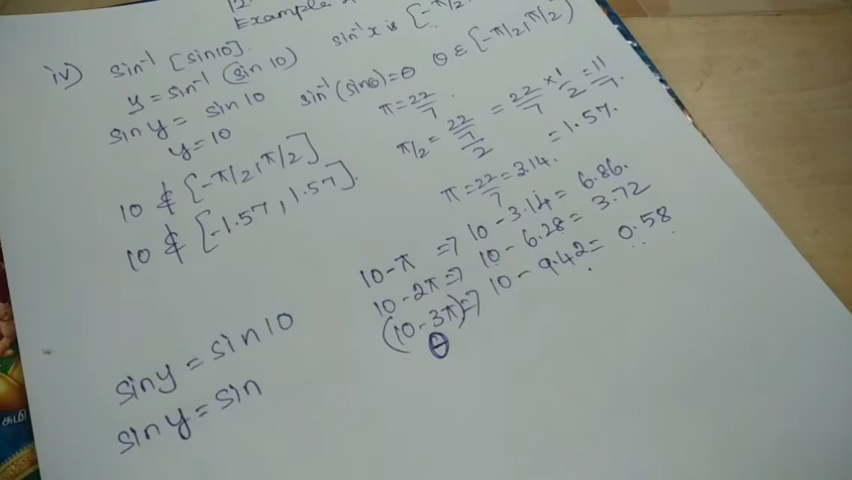 Example
iv) sin⁻¹ [sin10].
sin⁻¹x is [-π/2,
y = sin⁻¹ (sin 10)
sin⁻¹(sinθ)=θ θ ε [-π/2, π/2]
sin y = sin 10
y = 10
π = 22/7.
π/2 = 22/7/2 = 22/7 × 1/2 = 11/7.
= 1.57.
10 ∉ [-π/2, π/2]
10 ∉ [-1.57, 1.57].
π = 22/7 = 3.14.
10-π => 10 - 3.14 = 6.86.
10-2π => 10 - 6.28 = 3.72
(10-3π) => 10 - 9.42 = 0.58
θ
sin y = sin 10
sin y = sin